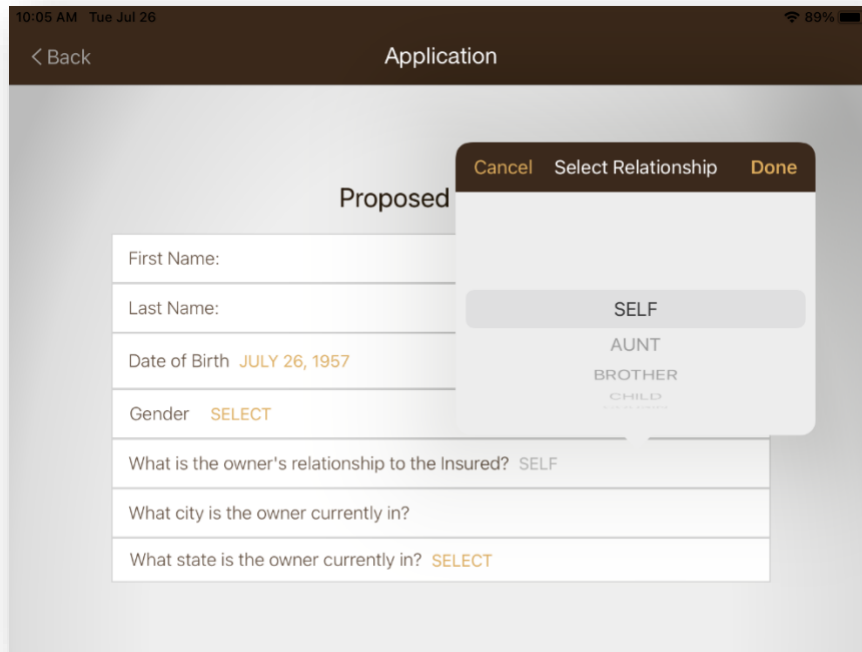 10:05 AM Tue Jul 26
89%
Back
Application
Cancel Select Relationship Done
Proposed
First Name:
Last Name:
Date of Birth JULY 26, 1957
Gender SELECT
SELF
AUNT
BROTHER
CHILD
What is the owner's relationship to the Insured? SELF
What city is the owner currently in?
What state is the owner currently in? SELECT